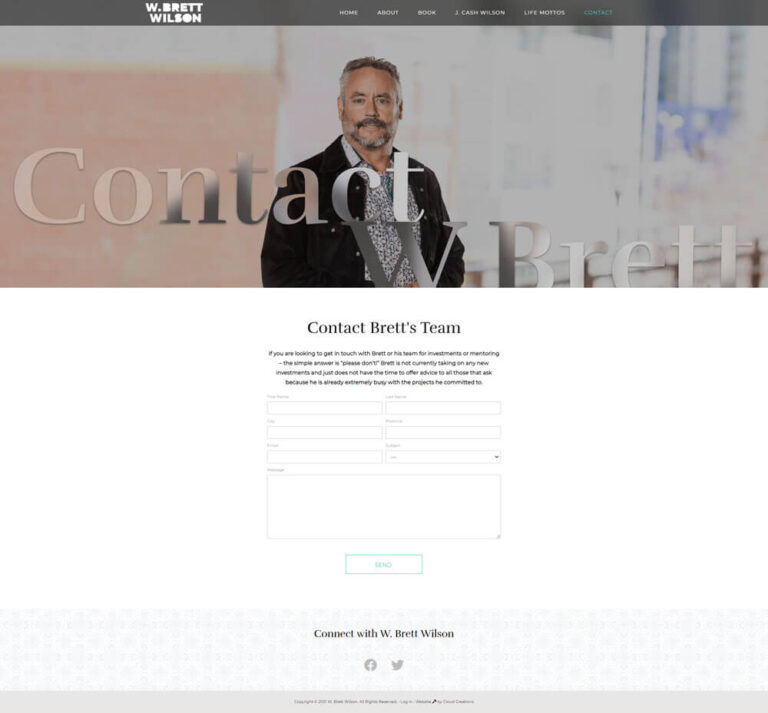 W.BRETT
WILSON
HOME ABOUT BOOK J. CASH WILSON LIFE MOTTOS CONTACT
Contact
W Brett
Contact Brett's Team
If you are looking to get in touch with Brett or his team for investments or mentoring
– the simple answer is "please don't!" Brett is not currently taking on any new
investments and just does not have the time to offer advice to all those that ask
because he is already extremely busy with the projects he committed to.
First Name Last Name
City Province
Email Subject
---
Message
SEND
Connect with W. Brett Wilson
Copyright © 2021 W. Brett Wilson. All Rights Reserved. - Log in - Website by Cloud Creations